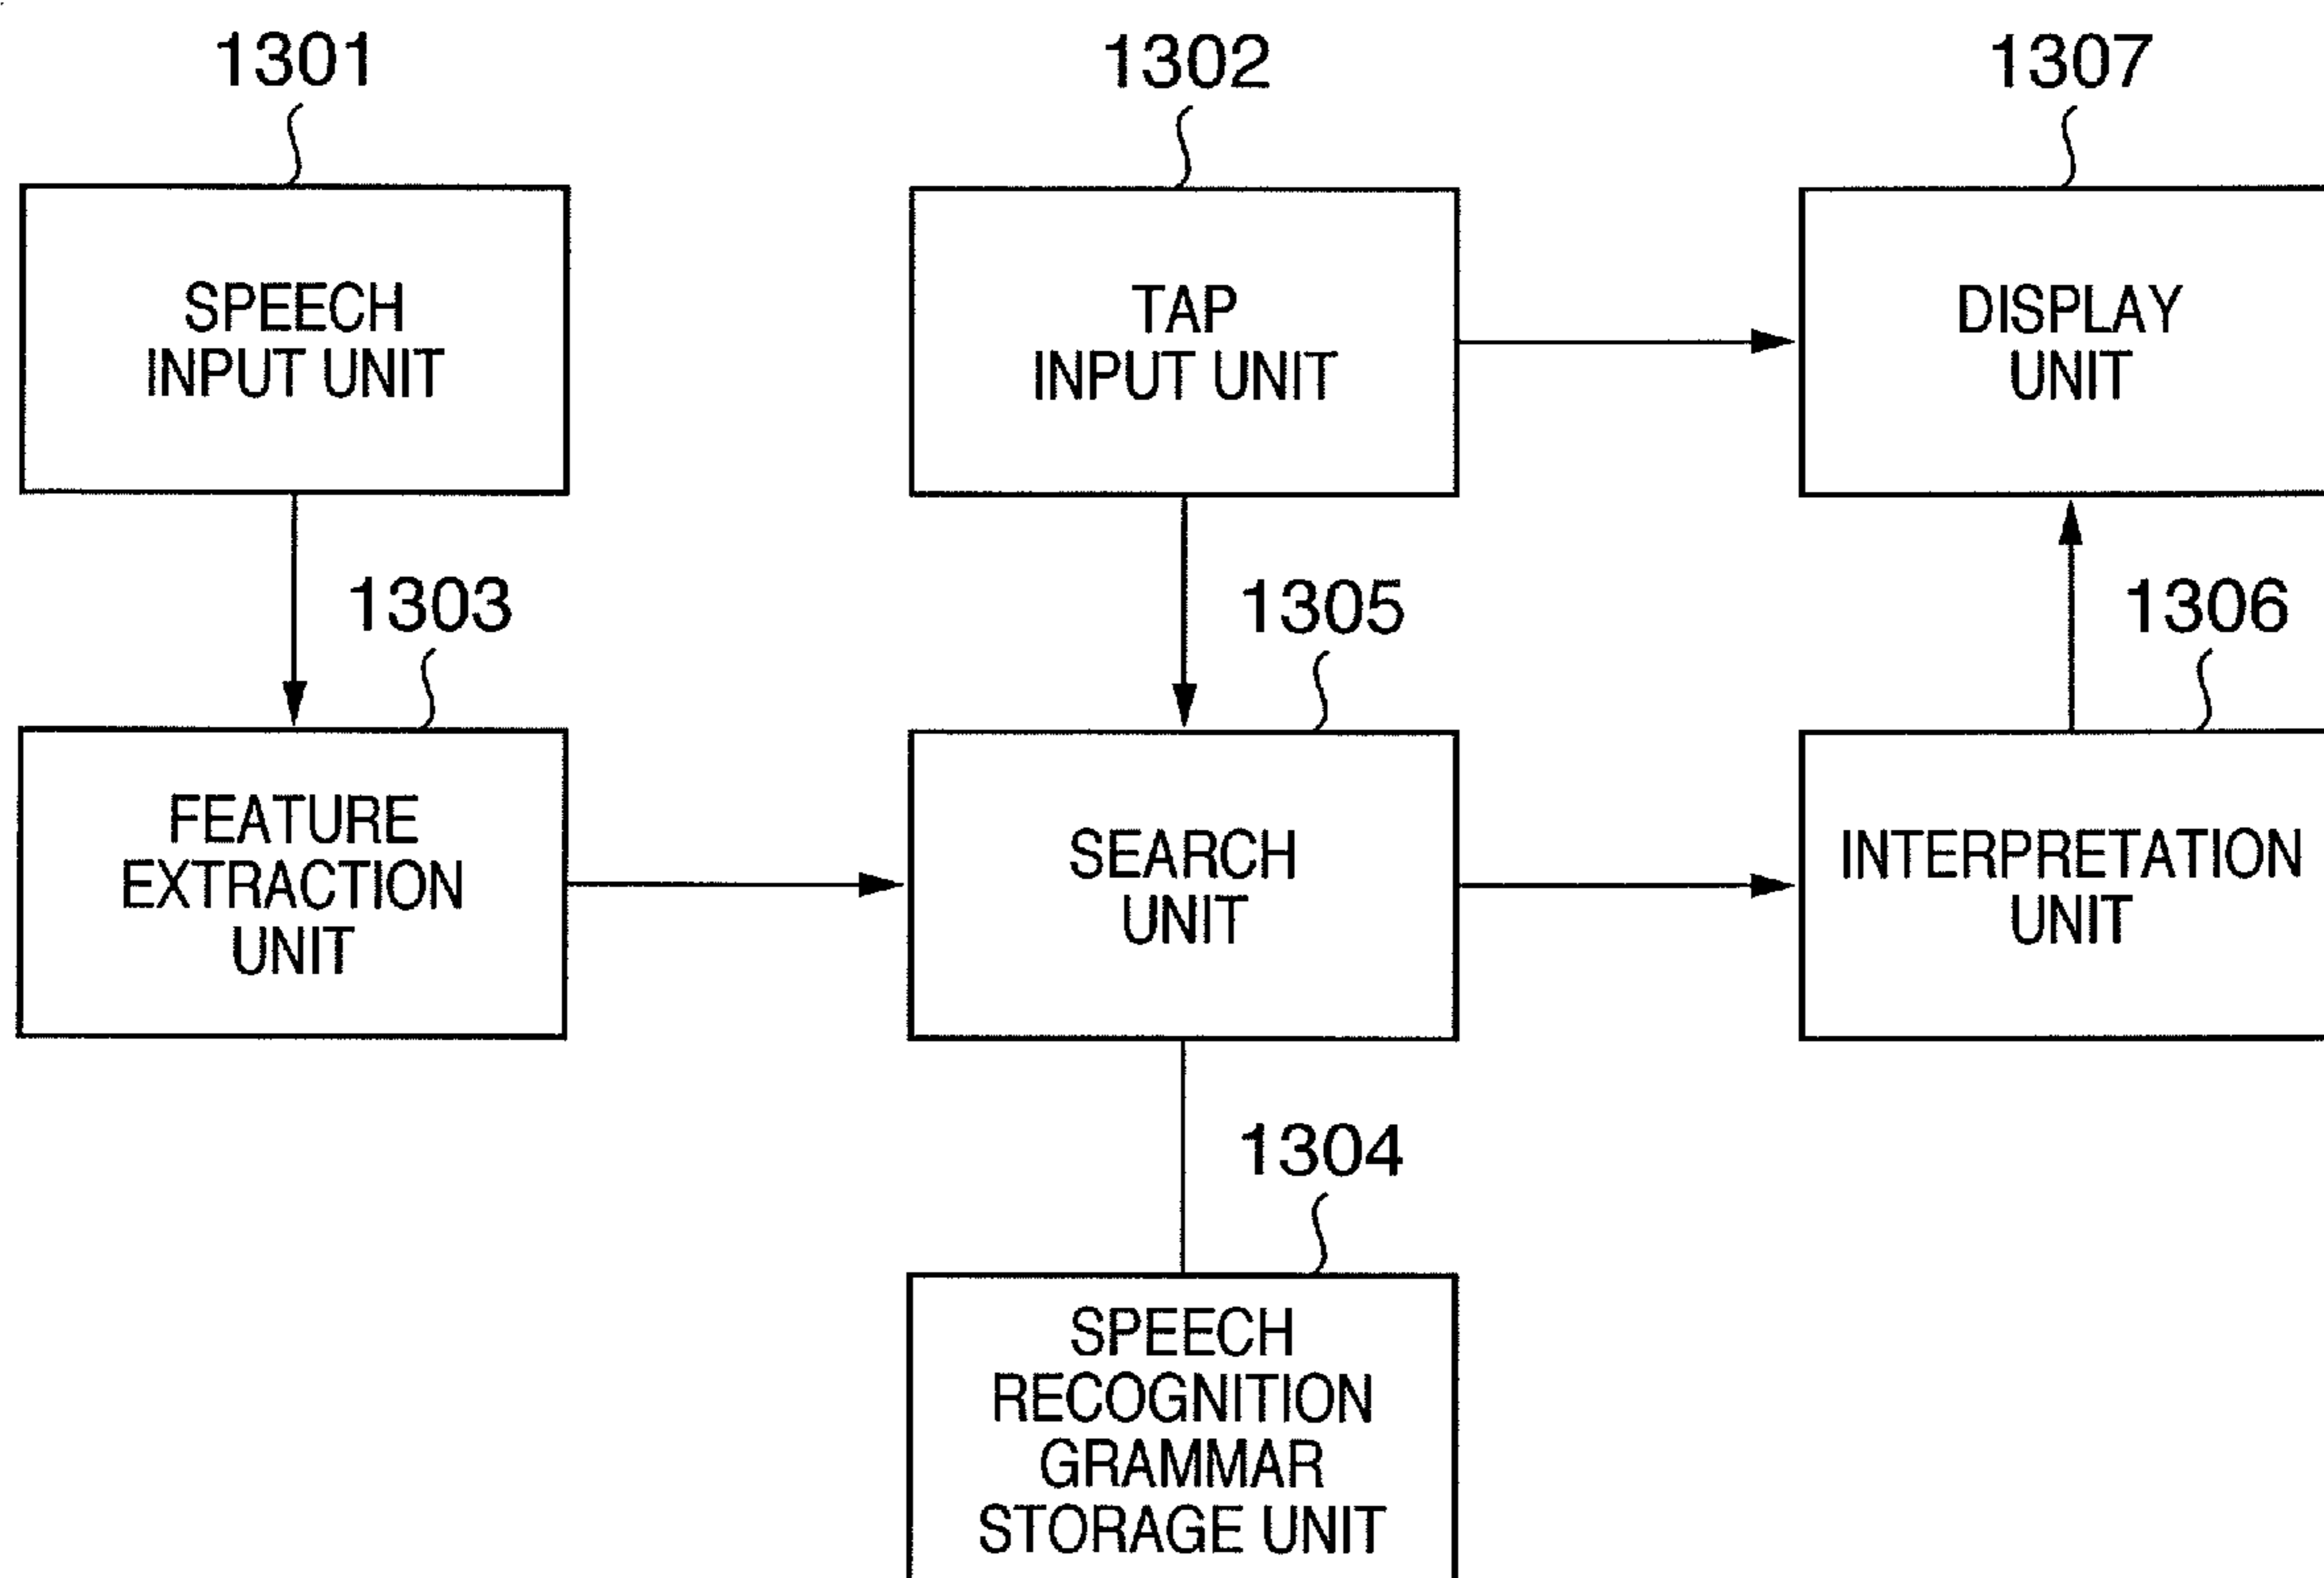 1301
1302
1307
SPEECH
INPUT UNIT
TAP
INPUT UNIT
DISPLAY
UNIT
1303
1305
1306
FEATURE
EXTRACTION
UNIT
SEARCH
UNIT
INTERPRETATION
UNIT
1304
SPEECH
RECOGNITION
GRAMMAR
STORAGE UNIT